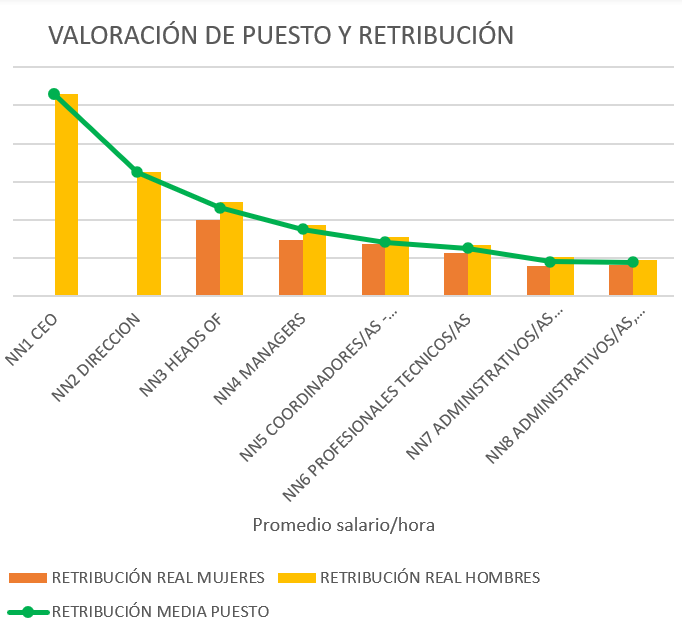 VALORACIÓN DE PUESTO Y RETRIBUCIÓN
NN1 CEO
NN2 DIRECCION
NN3 HEADS OF
NN4 MANAGERS
NN5 COORDINADORES/AS -...
NN6 PROFESIONALES TECNICOS/AS
NN7 ADMINISTRATIVOS/AS...
NN8 ADMINISTRATIVOS/AS,...
Promedio salario/hora
RETRIBUCIÓN REAL MUJERES
RETRIBUCIÓN REAL HOMBRES
RETRIBUCIÓN MEDIA PUESTO